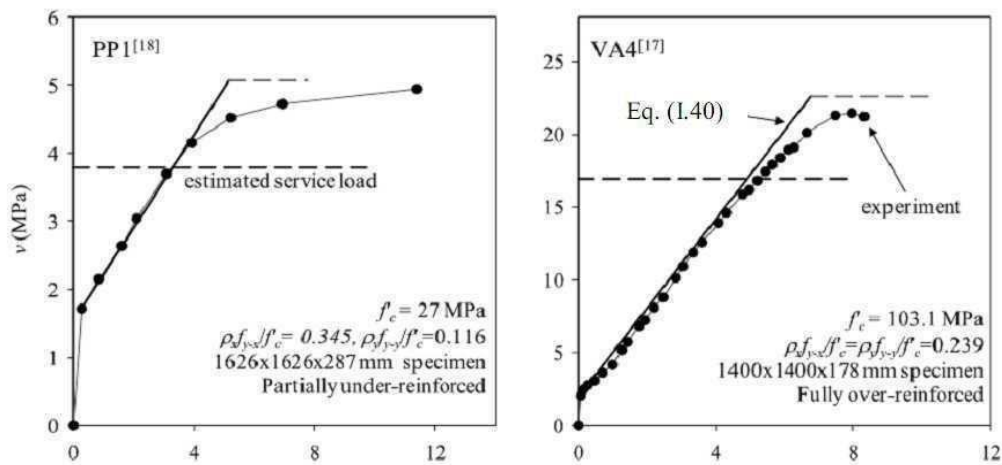 PP1[18]
v (MPa)
6
5
4
3
2
1
0
estimated service load
f'c = 27 MPa
ρxfy-x/f'c= 0.345, ρyfy-y/f'c=0.116
1626x1626x287 mm specimen
Partially under-reinforced
0 4 8 12
VA4[17]
25
20
15
10
5
0
Eq. (I.40)
experiment
f'c = 103.1 MPa
ρxfy-x/f'c=ρyfy-y/f'c=0.239
1400x1400x178 mm specimen
Fully over-reinforced
0 4 8 12